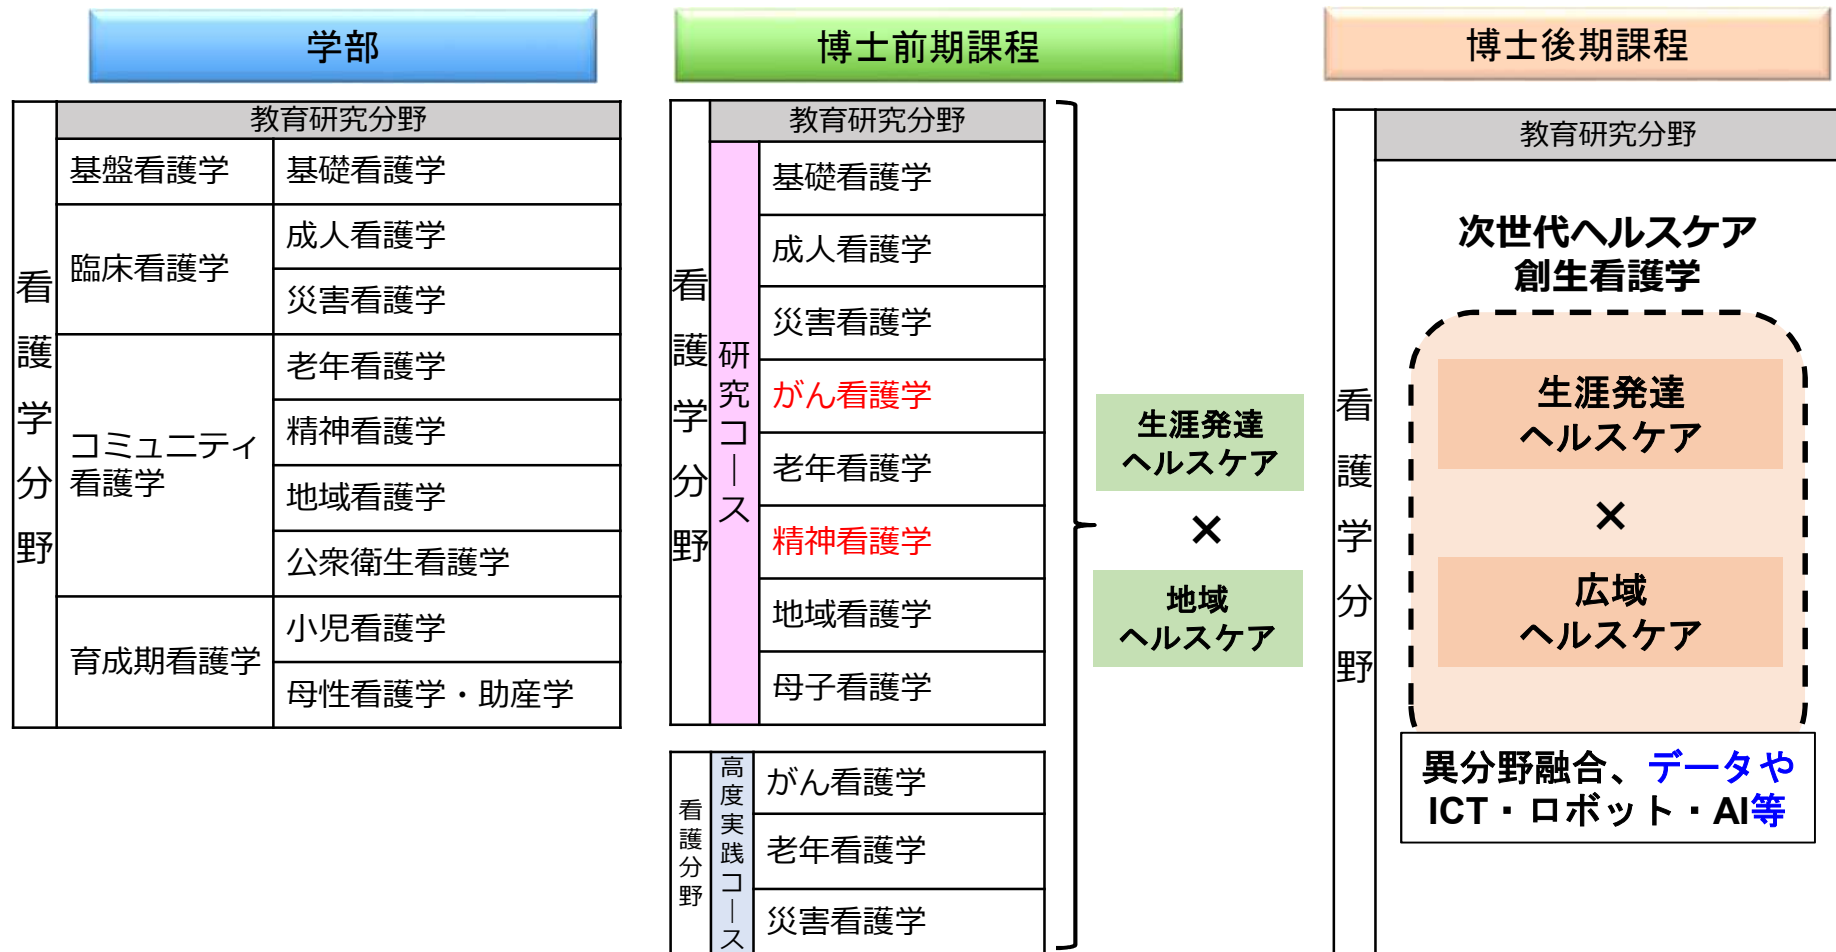 学部
看護学分野
教育研究分野
基盤看護学
基礎看護学
臨床看護学
成人看護学
災害看護学
コミュニティ
看護学
老年看護学
精神看護学
地域看護学
公衆衛生看護学
育成期看護学
小児看護学
母性看護学・助産学
博士前期課程
看護学分野
教育研究分野
研究コース
基礎看護学
成人看護学
災害看護学
がん看護学
老年看護学
精神看護学
地域看護学
母子看護学
看護分野
高度実践コース
がん看護学
老年看護学
災害看護学
生涯発達
ヘルスケア
×
地域
ヘルスケア
博士後期課程
看護学分野
教育研究分野
次世代ヘルスケア
創生看護学
生涯発達
ヘルスケア
×
広域
ヘルスケア
異分野融合、データや
ICT・ロボット・AI等